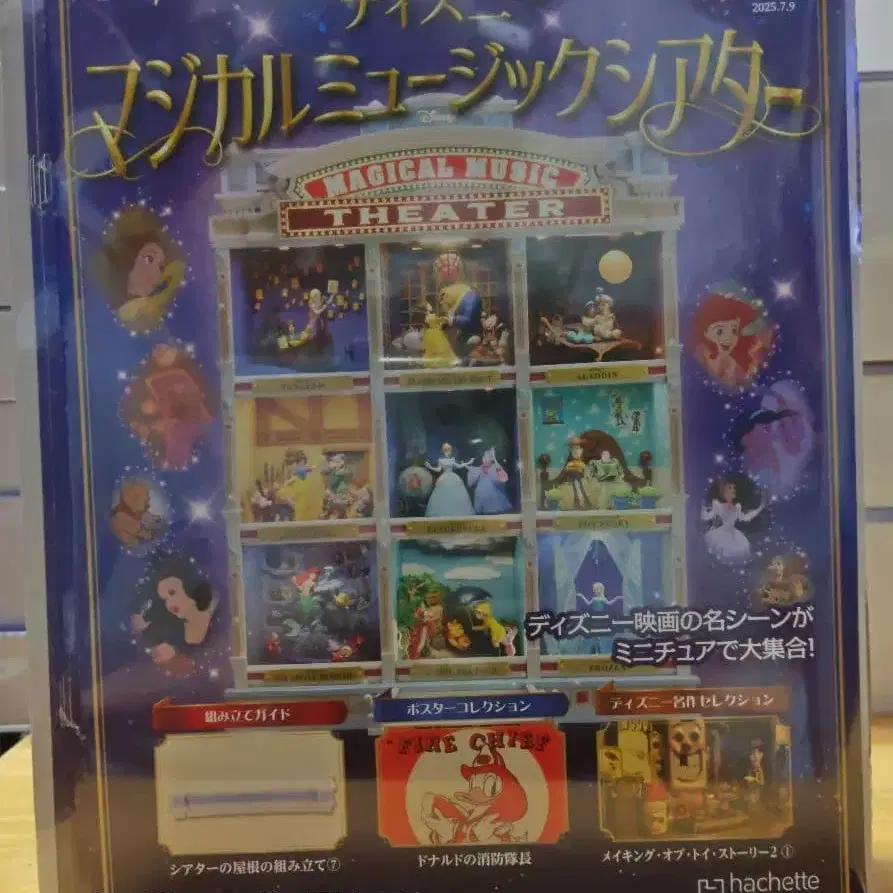 ディズニー
2025.7.9
マジカルミュージックシアター
Disney
MAGICAL MUSIC
THEATER
ALADDIN
CINDERELLA
TOY STORY
FROZEN
ディズニー映画の名シーンが
ミニチュアで大集合!
組み立てガイド
ポスターコレクション
ディズニー名作セレクション
FIRE CHIEF
シアターの屋根の組み立て⑦
ドナルドの消防隊長
メイキング・オブ・トイ・ストーリー2①
hachette